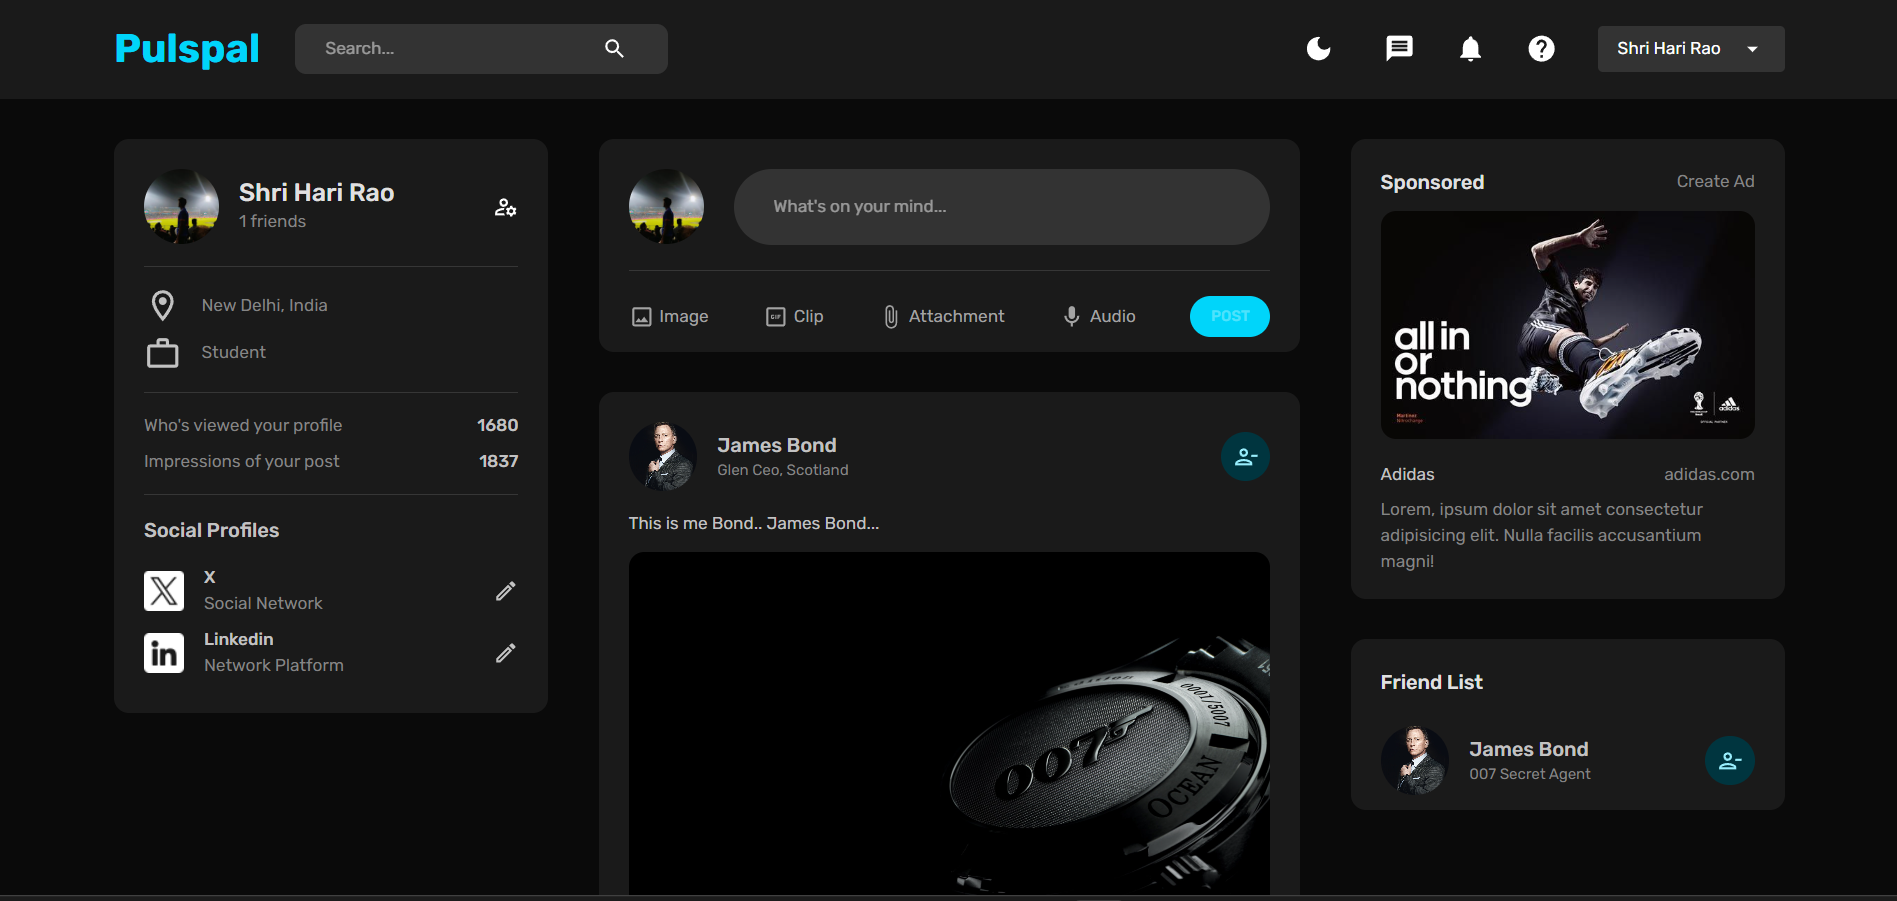 Pulspal
Search...
Shri Hari Rao
Shri Hari Rao
1 friends
New Delhi, India
Student
Who's viewed your profile 1680
Impressions of your post 1837
Social Profiles
X
Social Network
in
Linkedin
Network Platform
What's on your mind...
Image
GIF Clip
Attachment
Audio
POST
James Bond
Glen Ceo, Scotland
This is me Bond.. James Bond...
007
0001/5007
OCEAN
Sponsored Create Ad
all in
or
nothing
adidas
Adidas adidas.com
Lorem, ipsum dolor sit amet consectetur
adipisicing elit. Nulla facilis accusantium
magni!
Friend List
James Bond
007 Secret Agent